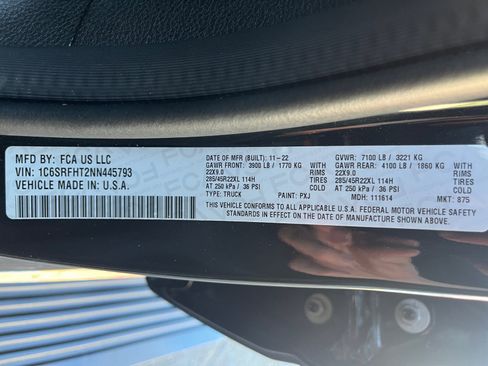 MFD BY: FCA US LLC
VIN: 1C6SRFHT2NN445793
VEHICLE MADE IN: U.S.A.
DATE OF MFR (BUILT): 11-22 GVWR: 7100 LB / 3221 KG
GAWR FRONT: 3900 LB / 1770 KG GAWR REAR: 4100 LB / 1860 KG
22X9.0 RIMS 22X9.0 RIMS
285/45R22XL 114H TIRES 285/45R22XL 114H TIRES
AT 250 kPa / 36 PSI AT 250 kPa / 36 PSI
TYPE: TRUCK PAINT: PXJ MDH: 111614 MKT: 875
THIS VEHICLE CONFORMS TO ALL APPLICABLE U.S.A. FEDERAL MOTOR VEHICLE SAFETY
STANDARDS IN EFFECT ON THE DATE OF MANUFACTURE SHOWN ABOVE.